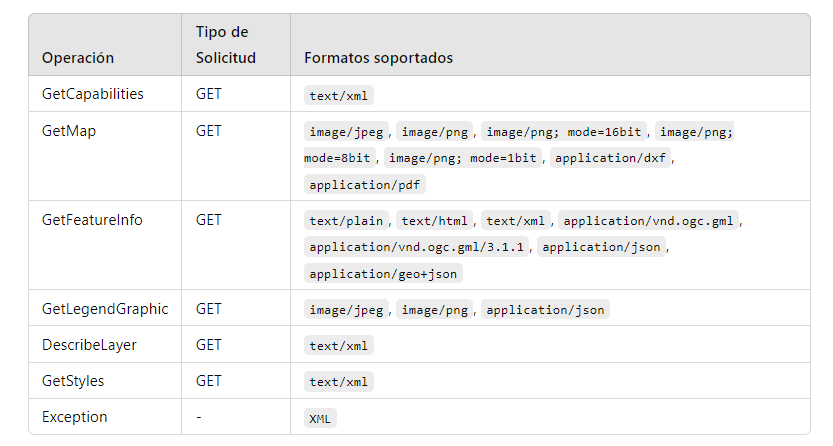 Operación Tipo de Solicitud Formatos soportados
GetCapabilities GET text/xml
GetMap GET image/jpeg, image/png, image/png; mode=16bit, image/png;
mode=8bit, image/png; mode=1bit, application/dxf,
application/pdf
GetFeatureInfo GET text/plain, text/html, text/xml, application/vnd.ogc.gml,
application/vnd.ogc.gml/3.1.1, application/json,
application/geo+json
GetLegendGraphic GET image/jpeg, image/png, application/json
DescribeLayer GET text/xml
GetStyles GET text/xml
Exception - XML